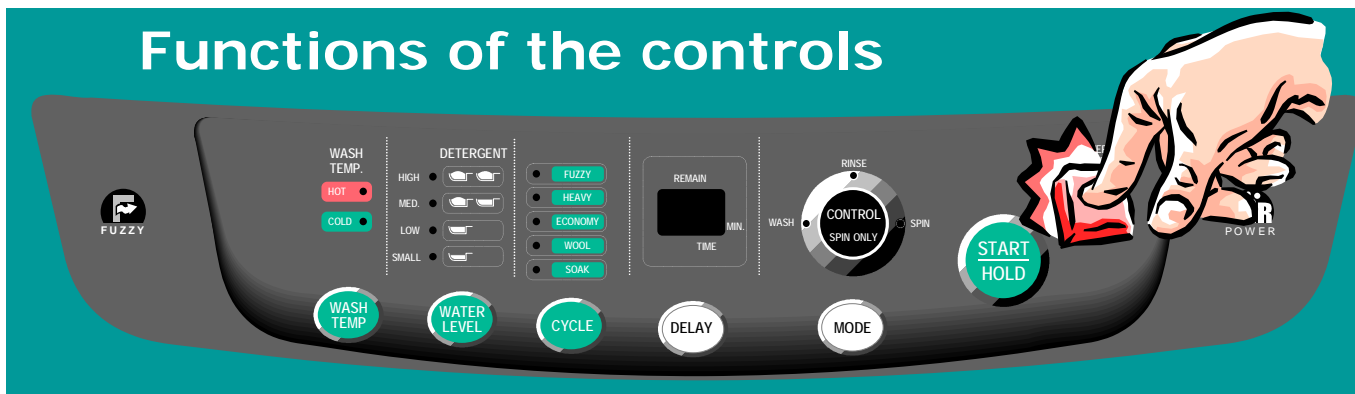 Functions of the controls
FUZZY
WASH
TEMP.
HOT
COLD
DETERGENT
HIGH
MED.
LOW
SMALL
FUZZY
HEAVY
ECONOMY
WOOL
SOAK
REMAIN
MIN.
TIME
RINSE
WASH
CONTROL
SPIN ONLY
SPIN
START
HOLD
R
POWER
WASH
TEMP
WATER
LEVEL
CYCLE
DELAY
MODE